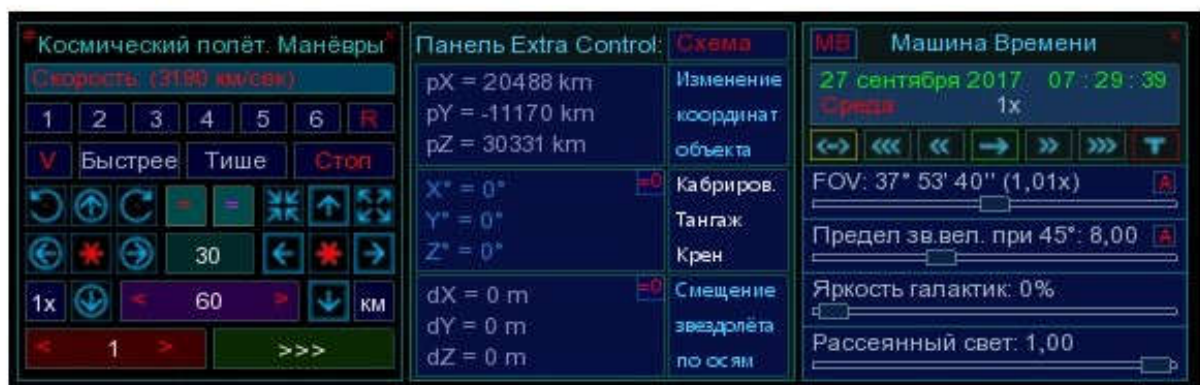 Космический полёт. Манёвры
Скорость (3190 км/сек)
1 2 3 4 5 6 R
V Быстрее Тише Стоп
= =
30
1x < 60 > км
< 1 > >>>
Панель Extra Control: Схема
pX = 20488 km
pY = -11170 km
pZ = 30331 km
Изменение
координат
объекта
X° = 0° =0
Y° = 0°
Z° = 0°
Кабриров.
Тангаж
Крен
dX = 0 m =0
dY = 0 m
dZ = 0 m
Смещение
звездолёта
по осям
МВ Машина Времени
27 сентября 2017 07 : 29 : 39
Среда 1x
FOV: 37° 53' 40'' (1,01x) A
Предел зв.вел. при 45°: 8,00 A
Яркость галактик: 0%
Рассеянный свет: 1,00